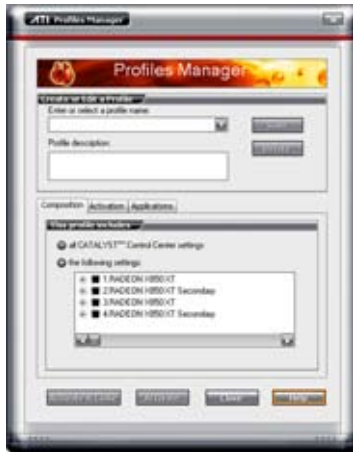 ATI Profiles Manager
Profiles Manager
Create or Edit a Profile
Enter or select a profile name:
Profile description:
Composition
Activation
Applications
This profile includes
all CATALYST™ Control Center settings
the following settings:
1.RADEON X850 XT
2.RADEON X850 XT Secondary
3.RADEON X850 XT
4.RADEON X850 XT Secondary
Activate
Close
Help